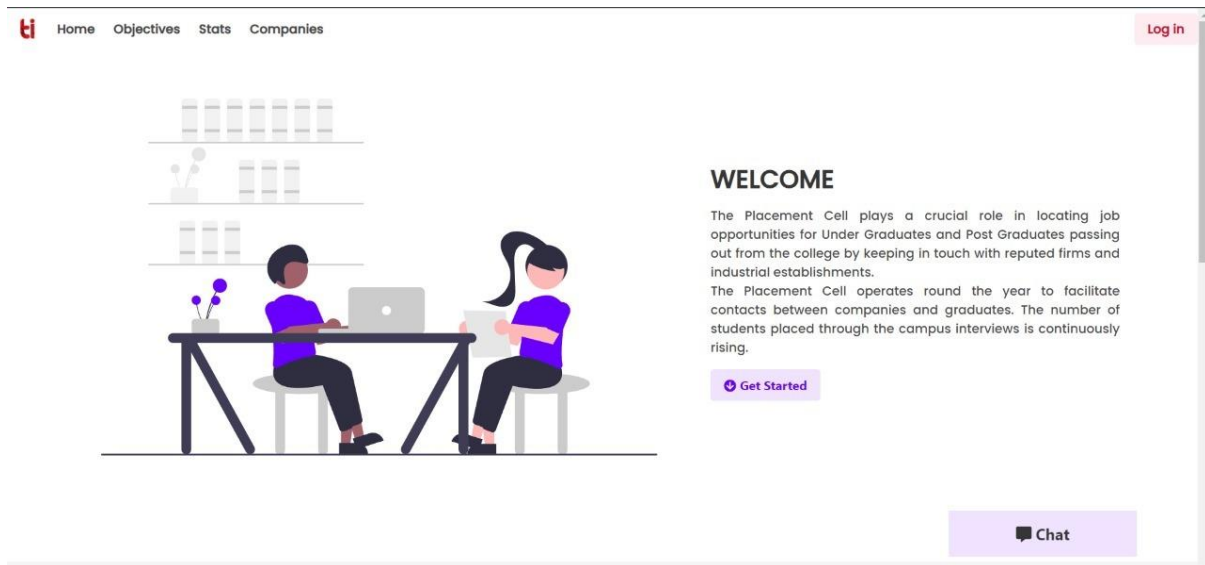 ti
Home Objectives Stats Companies
Log in
WELCOME
The Placement Cell plays a crucial role in locating job
opportunities for Under Graduates and Post Graduates passing
out from the college by keeping in touch with reputed firms and
industrial establishments.
The Placement Cell operates round the year to facilitate
contacts between companies and graduates. The number of
students placed through the campus interviews is continuously
rising.
Get Started
Chat